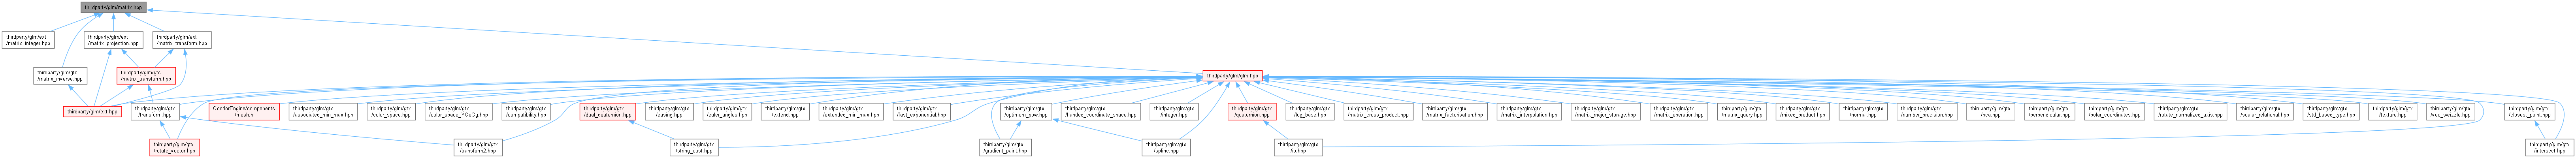 thirdparty/glm/matrix.hpp
thirdparty/glm/ext
/matrix_integer.hpp
thirdparty/glm/ext
/matrix_projection.hpp
thirdparty/glm/ext
/matrix_transform.hpp
thirdparty/glm/gtc
/matrix_inverse.hpp
thirdparty/glm/gtc
/matrix_transform.hpp
thirdparty/glm/glm.hpp
thirdparty/glm/ext.hpp
thirdparty/glm/gtx
/transform.hpp
CondorEngine/components
/mesh.h
thirdparty/glm/gtx
/associated_min_max.hpp
thirdparty/glm/gtx
/color_space.hpp
thirdparty/glm/gtx
/color_space_YCoCg.hpp
thirdparty/glm/gtx
/compatibility.hpp
thirdparty/glm/gtx
/dual_quaternion.hpp
thirdparty/glm/gtx
/easing.hpp
thirdparty/glm/gtx
/euler_angles.hpp
thirdparty/glm/gtx
/extend.hpp
thirdparty/glm/gtx
/extended_min_max.hpp
thirdparty/glm/gtx
/fast_exponential.hpp
thirdparty/glm/gtx
/optimum_pow.hpp
thirdparty/glm/gtx
/handed_coordinate_space.hpp
thirdparty/glm/gtx
/integer.hpp
thirdparty/glm/gtx
/quaternion.hpp
thirdparty/glm/gtx
/log_base.hpp
thirdparty/glm/gtx
/matrix_cross_product.hpp
thirdparty/glm/gtx
/matrix_factorisation.hpp
thirdparty/glm/gtx
/matrix_interpolation.hpp
thirdparty/glm/gtx
/matrix_major_storage.hpp
thirdparty/glm/gtx
/matrix_operation.hpp
thirdparty/glm/gtx
/matrix_query.hpp
thirdparty/glm/gtx
/mixed_product.hpp
thirdparty/glm/gtx
/normal.hpp
thirdparty/glm/gtx
/number_precision.hpp
thirdparty/glm/gtx
/pca.hpp
thirdparty/glm/gtx
/perpendicular.hpp
thirdparty/glm/gtx
/polar_coordinates.hpp
thirdparty/glm/gtx
/rotate_normalized_axis.hpp
thirdparty/glm/gtx
/scalar_relational.hpp
thirdparty/glm/gtx
/std_based_type.hpp
thirdparty/glm/gtx
/texture.hpp
thirdparty/glm/gtx
/vec_swizzle.hpp
thirdparty/glm/gtx
/closest_point.hpp
thirdparty/glm/gtx
/rotate_vector.hpp
thirdparty/glm/gtx
/transform2.hpp
thirdparty/glm/gtx
/string_cast.hpp
thirdparty/glm/gtx
/gradient_paint.hpp
thirdparty/glm/gtx
/spline.hpp
thirdparty/glm/gtx
/io.hpp
thirdparty/glm/gtx
/intersect.hpp